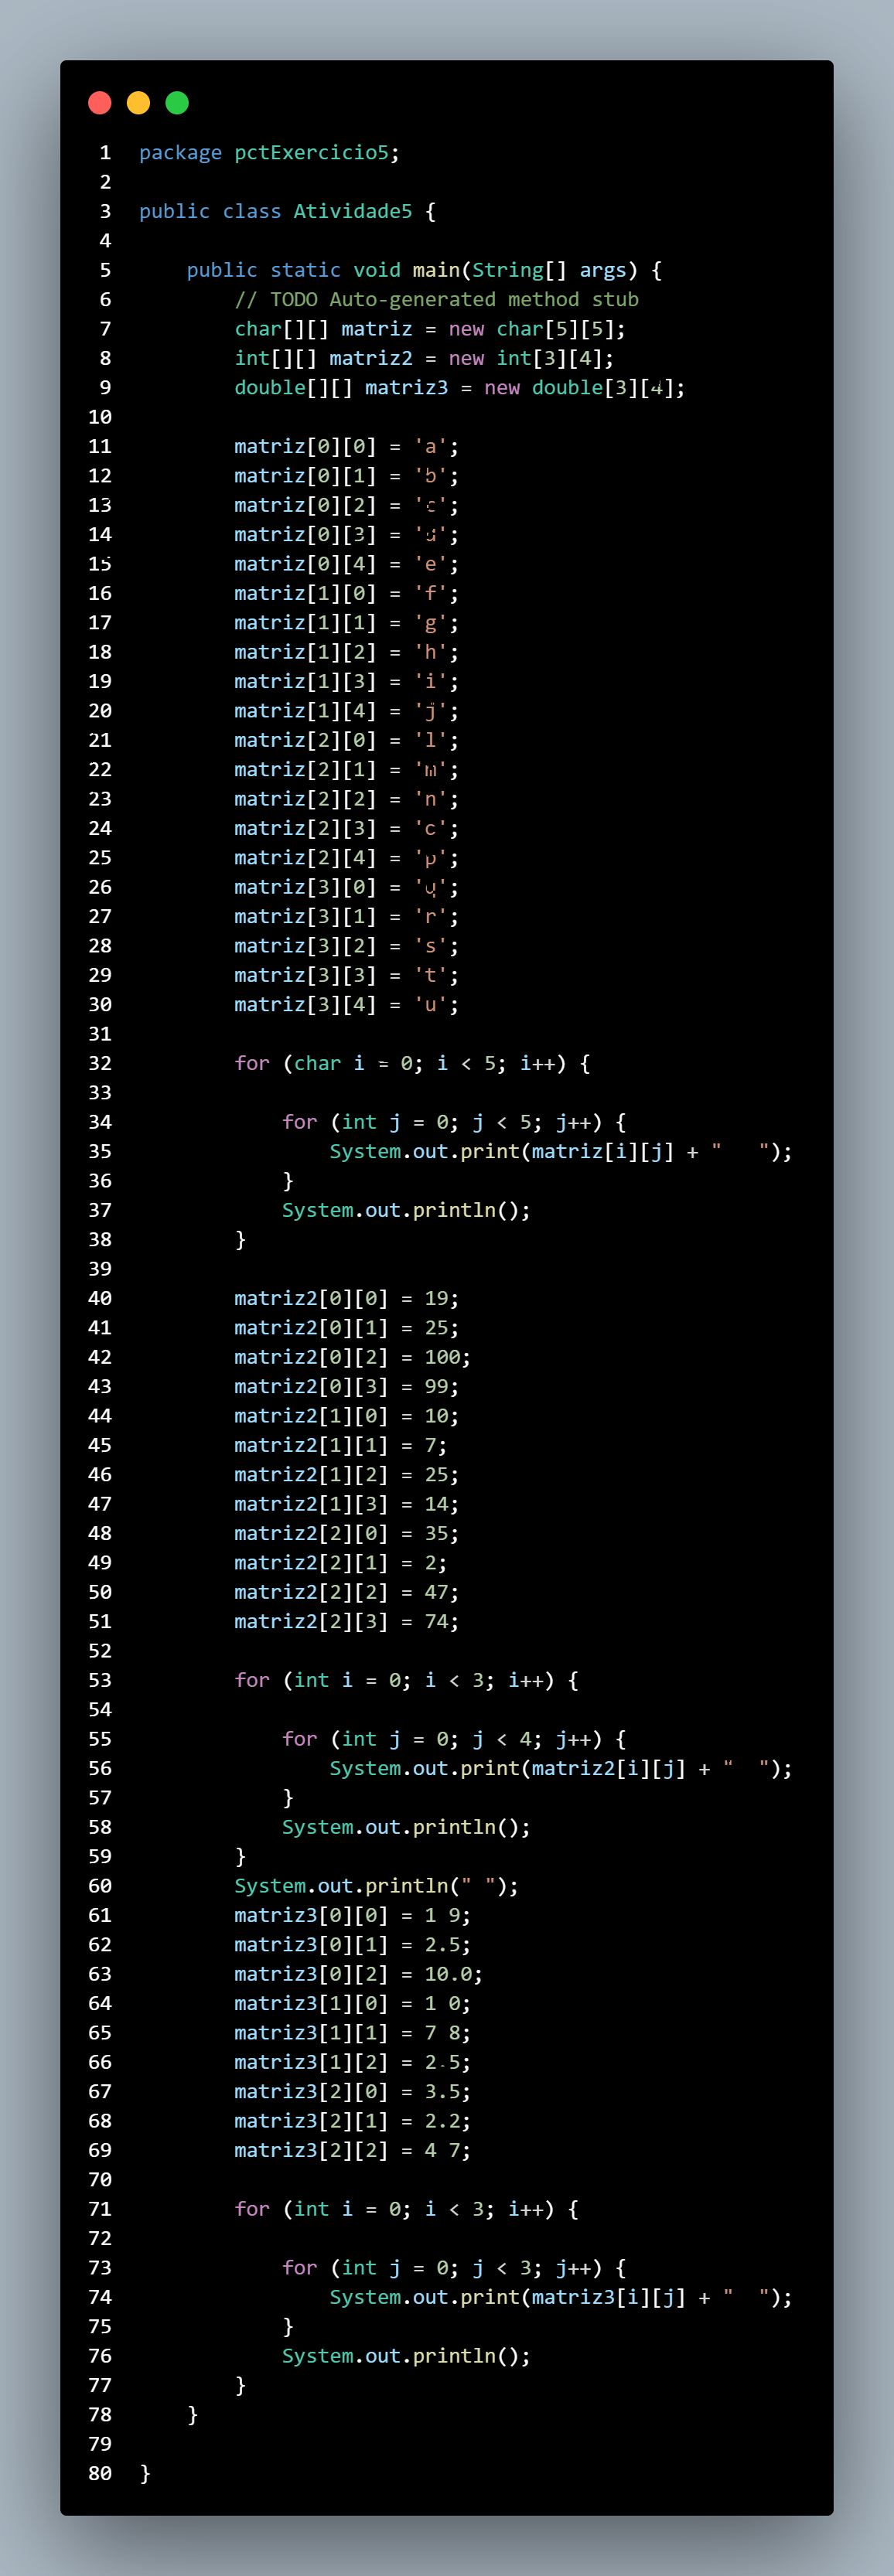 1 package pctExercicio5;
2
3 public class Atividade5 {
4
5 public static void main(String[] args) {
6 // TODO Auto-generated method stub
7 char[][] matriz = new char[5][5];
8 int[][] matriz2 = new int[3][4];
9 double[][] matriz3 = new double[3][4];
10
11 matriz[0][0] = 'a';
12 matriz[0][1] = 'b';
13 matriz[0][2] = 'c';
14 matriz[0][3] = 'd';
15 matriz[0][4] = 'e';
16 matriz[1][0] = 'f';
17 matriz[1][1] = 'g';
18 matriz[1][2] = 'h';
19 matriz[1][3] = 'i';
20 matriz[1][4] = 'j';
21 matriz[2][0] = 'l';
22 matriz[2][1] = 'm';
23 matriz[2][2] = 'n';
24 matriz[2][3] = 'c';
25 matriz[2][4] = 'p';
26 matriz[3][0] = 'q';
27 matriz[3][1] = 'r';
28 matriz[3][2] = 's';
29 matriz[3][3] = 't';
30 matriz[3][4] = 'u';
31
32 for (char i = 0; i < 5; i++) {
33
34 for (int j = 0; j < 5; j++) {
35 System.out.print(matriz[i][j] + "   ");
36 }
37 System.out.println();
38 }
39
40 matriz2[0][0] = 19;
41 matriz2[0][1] = 25;
42 matriz2[0][2] = 100;
43 matriz2[0][3] = 99;
44 matriz2[1][0] = 10;
45 matriz2[1][1] = 7;
46 matriz2[1][2] = 25;
47 matriz2[1][3] = 14;
48 matriz2[2][0] = 35;
49 matriz2[2][1] = 2;
50 matriz2[2][2] = 47;
51 matriz2[2][3] = 74;
52
53 for (int i = 0; i < 3; i++) {
54
55 for (int j = 0; j < 4; j++) {
56 System.out.print(matriz2[i][j] + "  ");
57 }
58 System.out.println();
59 }
60 System.out.println(" ");
61 matriz3[0][0] = 1 9;
62 matriz3[0][1] = 2.5;
63 matriz3[0][2] = 10.0;
64 matriz3[1][0] = 1 0;
65 matriz3[1][1] = 7 8;
66 matriz3[1][2] = 2.5;
67 matriz3[2][0] = 3.5;
68 matriz3[2][1] = 2.2;
69 matriz3[2][2] = 4 7;
70
71 for (int i = 0; i < 3; i++) {
72
73 for (int j = 0; j < 3; j++) {
74 System.out.print(matriz3[i][j] + "  ");
75 }
76 System.out.println();
77 }
78 }
79
80 }